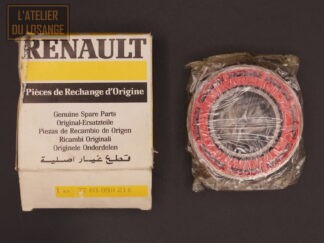 L'ATELIER
DU LOSANGE
RENAULT
Pièces de Rechange d'Origine
Genuine Spare Parts
Original-Ersatzteile
Piezas de Recambio de Origen
Ricambi Originali
Originele Onderdelen
قطع غيار أصلية